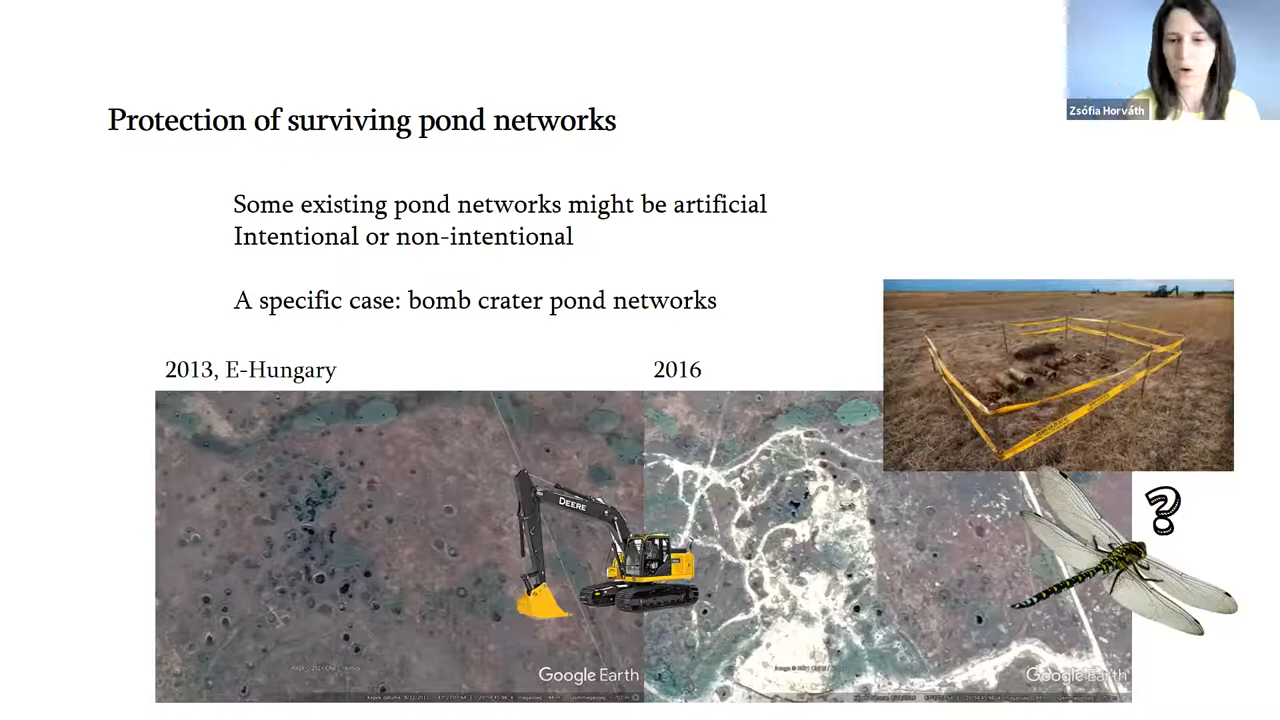 Zsófia Horváth
Protection of surviving pond networks
Some existing pond networks might be artificial
Intentional or non-intentional
A specific case: bomb crater pond networks
2013, E-Hungary
2016
DEERE
?
Google Earth
Google Earth